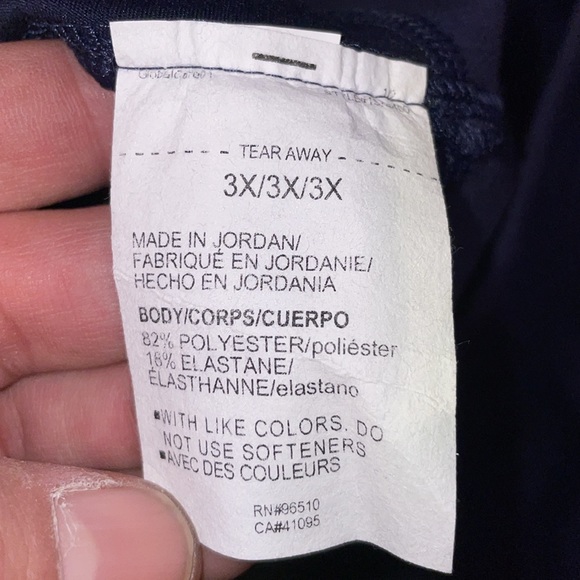 TEAR AWAY
3X/3X/3X
MADE IN JORDAN/
FABRIQUÉ EN JORDANIE/
HECHO EN JORDANIA
BODY/CORPS/CUERPO
82% POLYESTER/poliéster
18% ELASTANE/
ÉLASTHANNE/elastano
■WITH LIKE COLORS. DO
NOT USE SOFTENERS
■AVEC DES COULEURS
RN#96510
CA#41095